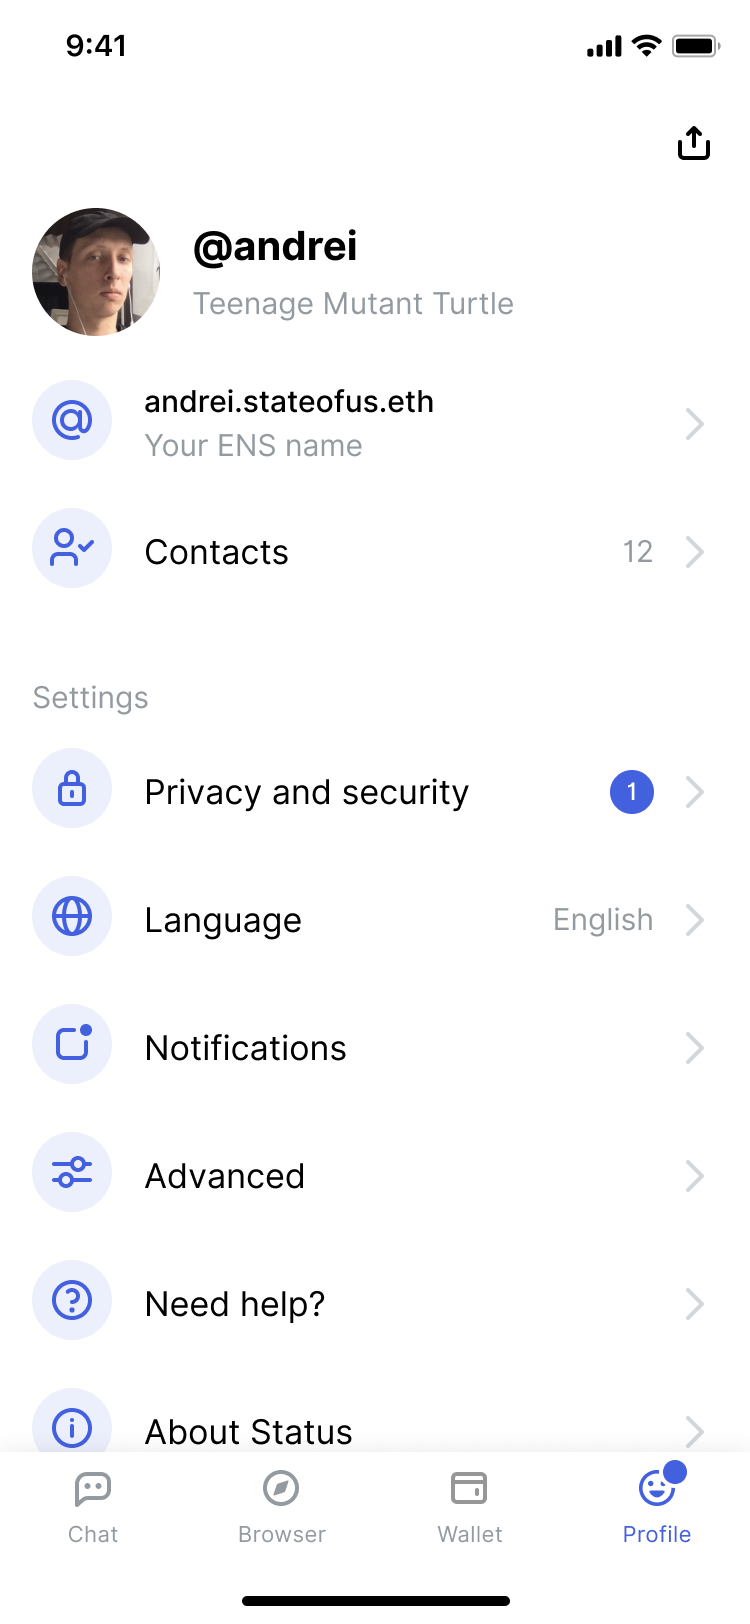 9:41
@andrei
Teenage Mutant Turtle
andrei.stateofus.eth
Your ENS name
Contacts 12
Settings
Privacy and security 1
Language English
Notifications
Advanced
Need help?
About Status
Chat Browser Wallet Profile